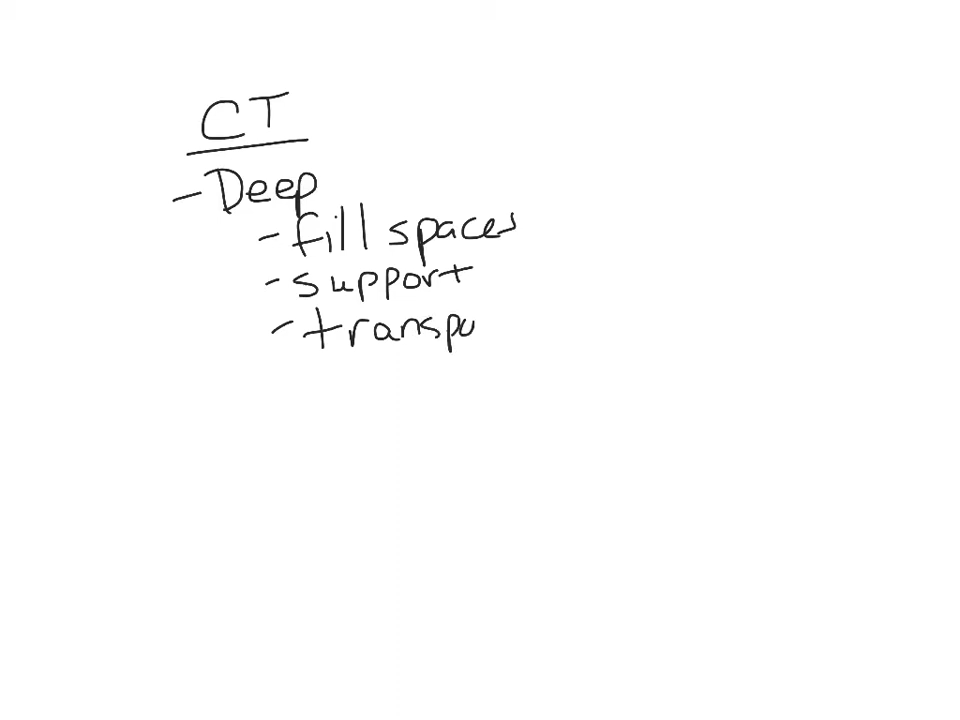 CT
- Deep
- fill spaces
- support
- transpo